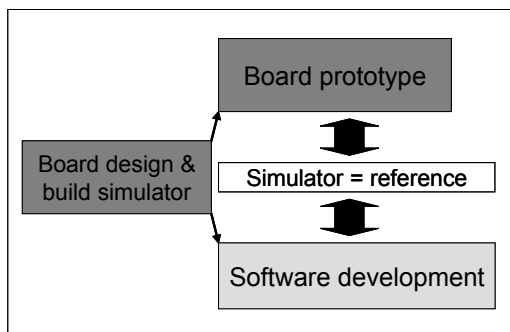 Board prototype
Board design &
build simulator
Simulator = reference
Software development